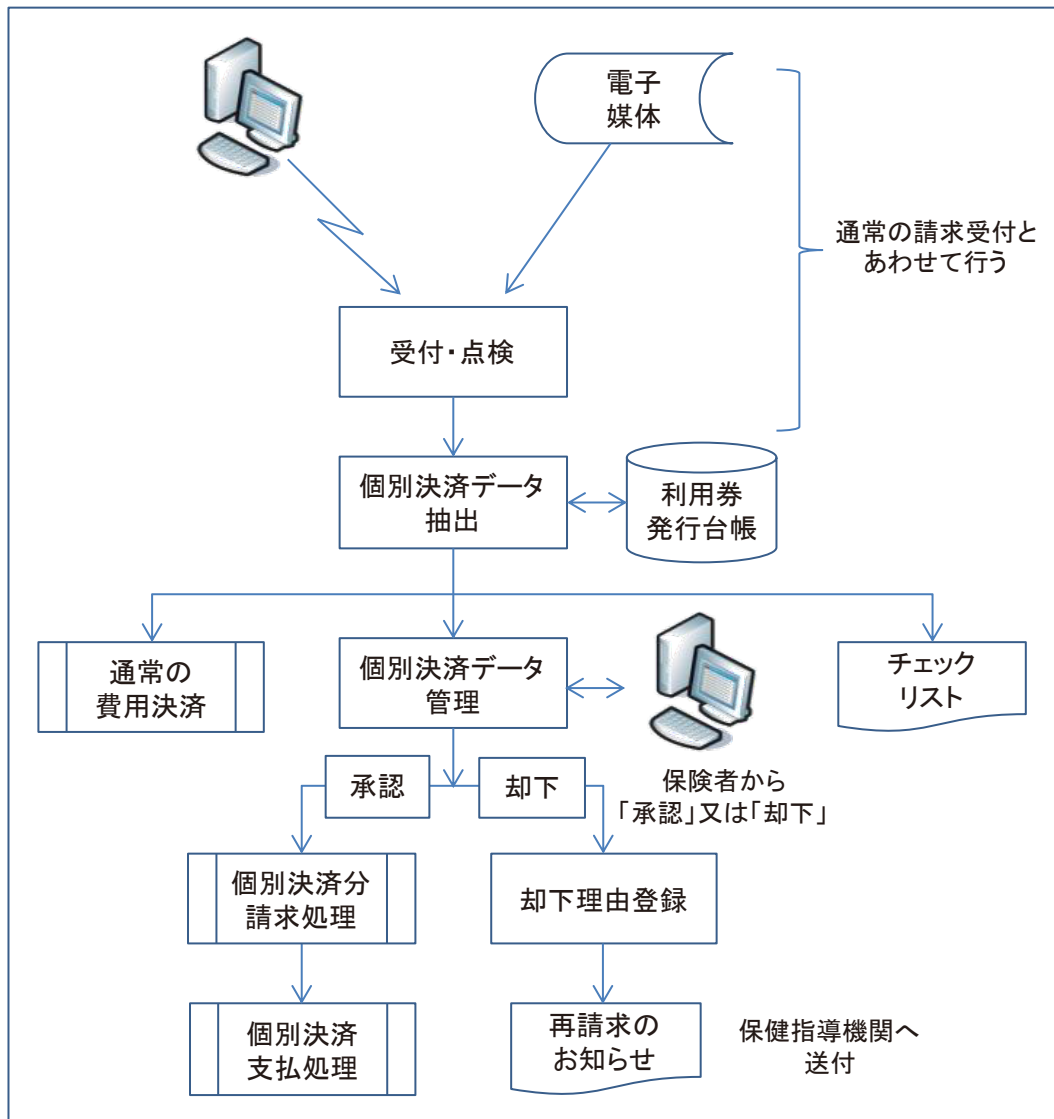 電子
媒体
通常の請求受付と
あわせて行う
受付・点検
個別決済データ
抽出
利用券
発行台帳
通常の
費用決済
個別決済データ
管理
チェック
リスト
承認
却下
保険者から
「承認」又は「却下」
個別決済分
請求処理
却下理由登録
個別決済
支払処理
再請求の
お知らせ
保健指導機関へ
送付